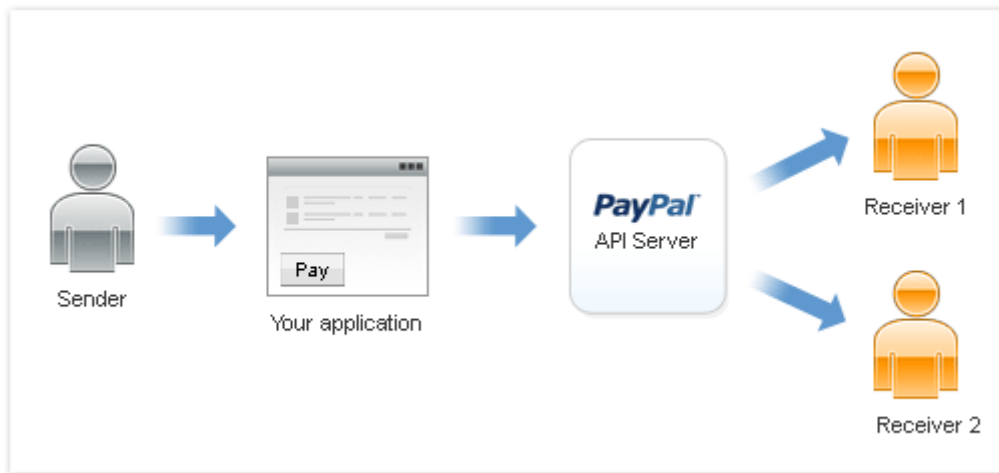 Sender
Pay
Your application
PayPal
API Server
Receiver 1
Receiver 2